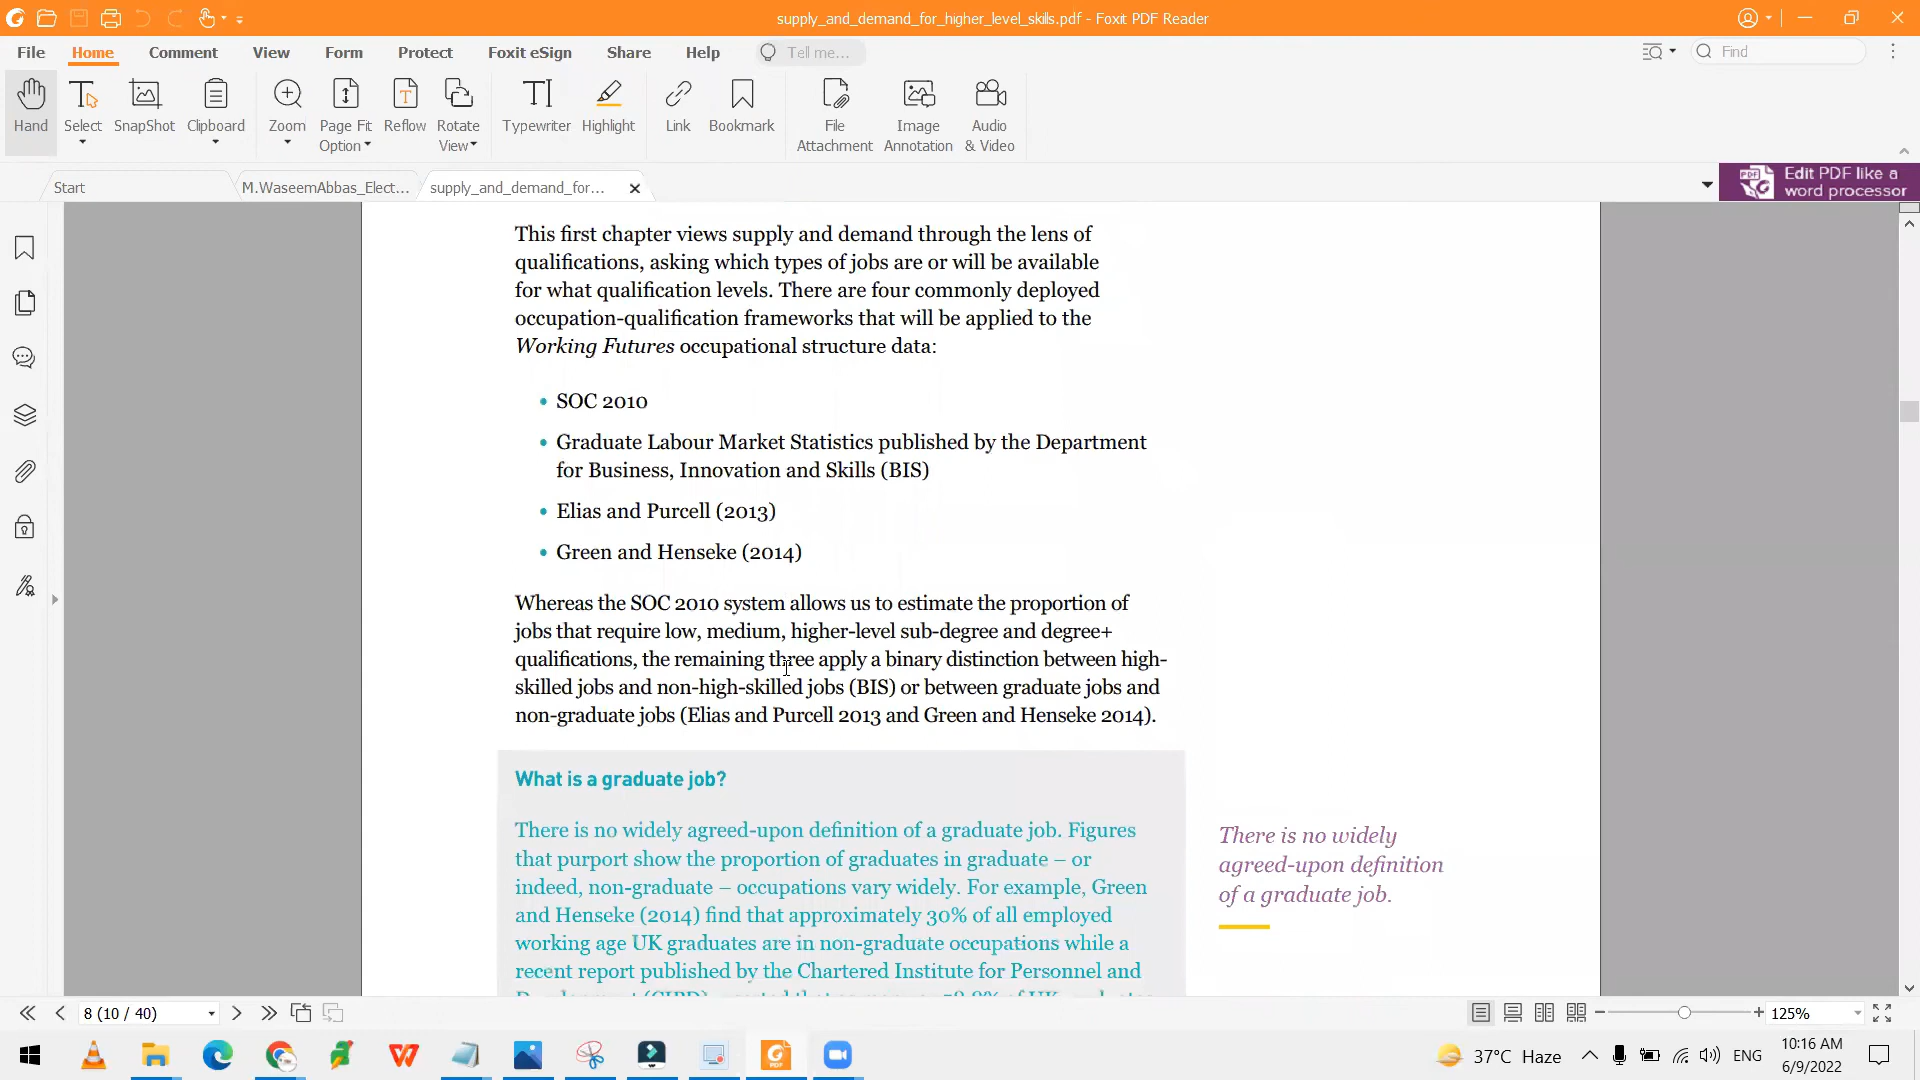 supply_and_demand_for_higher_level_skills.pdf - Foxit PDF Reader
File Home Comment View Form Protect Foxit eSign Share Help Tell me... Find
Hand Select SnapShot Clipboard Zoom Page Fit Option Reflow Rotate View Typewriter Highlight Link Bookmark File Attachment Image Annotation Audio & Video
Start M.WaseemAbbas_Elect... supply_and_demand_for...
Edit PDF like a
word processor
This first chapter views supply and demand through the lens of
qualifications, asking which types of jobs are or will be available
for what qualification levels. There are four commonly deployed
occupation-qualification frameworks that will be applied to the
Working Futures occupational structure data:
• SOC 2010
• Graduate Labour Market Statistics published by the Department
for Business, Innovation and Skills (BIS)
• Elias and Purcell (2013)
• Green and Henseke (2014)
Whereas the SOC 2010 system allows us to estimate the proportion of
jobs that require low, medium, higher-level sub-degree and degree+
qualifications, the remaining three apply a binary distinction between high-
skilled jobs and non-high-skilled jobs (BIS) or between graduate jobs and
non-graduate jobs (Elias and Purcell 2013 and Green and Henseke 2014).
What is a graduate job?
There is no widely agreed-upon definition of a graduate job. Figures
that purport show the proportion of graduates in graduate – or
indeed, non-graduate – occupations vary widely. For example, Green
and Henseke (2014) find that approximately 30% of all employed
working age UK graduates are in non-graduate occupations while a
recent report published by the Chartered Institute for Personnel and
There is no widely
agreed-upon definition
of a graduate job.
8 (10 / 40)
125%
37°C Haze
ENG
10:16 AM
6/9/2022